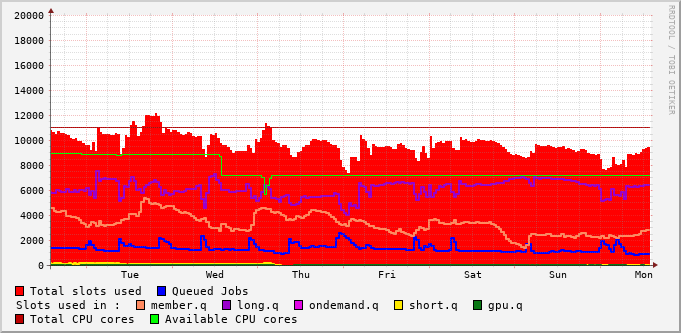 20000
18000
16000
14000
12000
10000
8000
6000
4000
2000
0
Tue Wed Thu Fri Sat Sun Mon
Total slots used Queued Jobs
Slots used in : member.q long.q ondemand.q short.q gpu.q
Total CPU cores Available CPU cores
RRDTOOL / TOBI OETIKER